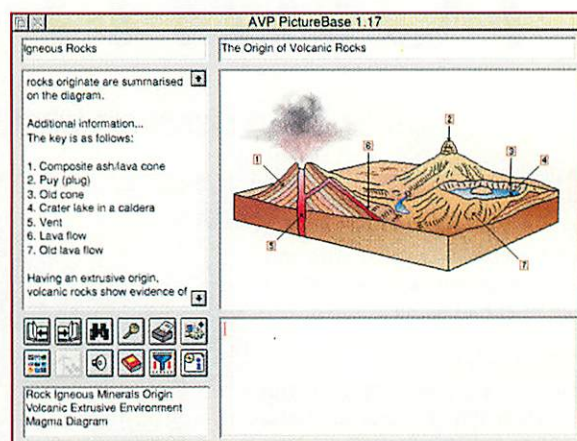 AVP PictureBase 1.17
Igneous Rocks
The Origin of Volcanic Rocks
rocks originate are summarised
on the diagram.
Additional information...
The key is as follows:
1. Composite ash/lava cone
2. Puy (plug)
3. Old cone
4. Crater lake in a caldera
5. Vent
6. Lava flow
7. Old lava flow
Having an extrusive origin,
volcanic rocks show evidence of
1
2
3
4
5
6
7
Rock Igneous Minerals Origin
Volcanic Extrusive Environment
Magma Diagram